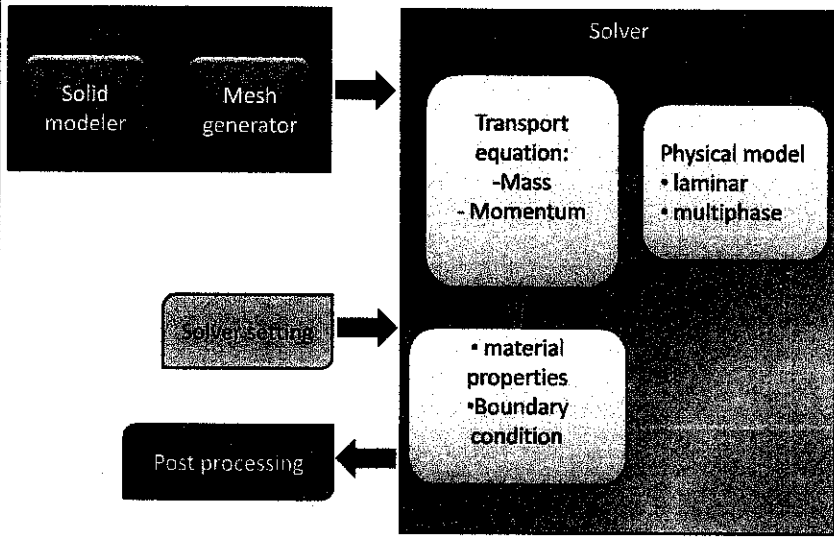 Solver
Solid
modeler
Mesh
generator
Transport
equation:
-Mass
- Momentum
Physical model
• laminar
• multiphase
Solver setting
• material
properties
•Boundary
condition
Post processing